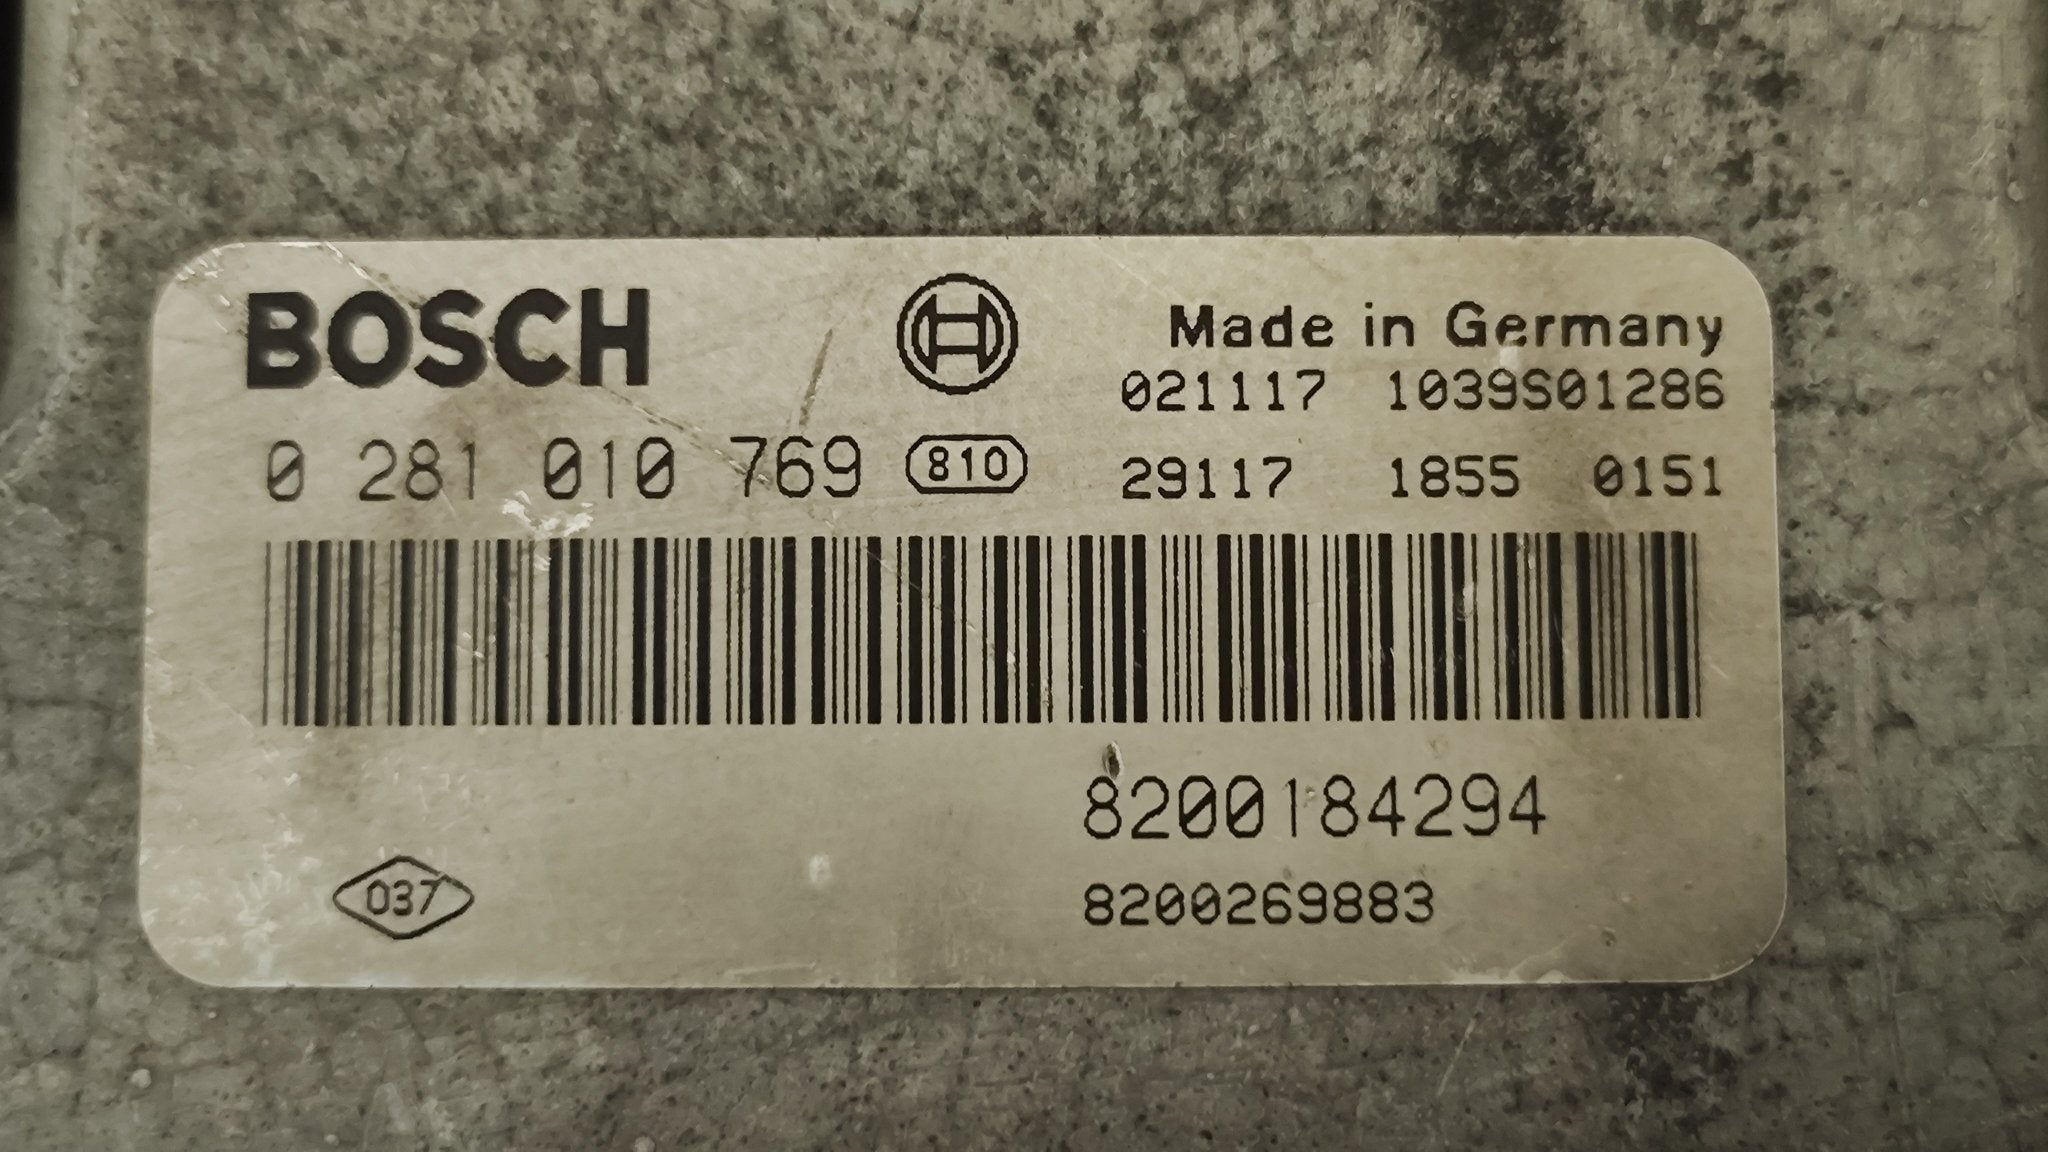 BOSCH
Made in Germany
021117 1039S01286
0 281 010 769 810
29117 1855 0151
8200184294
037
8200269883